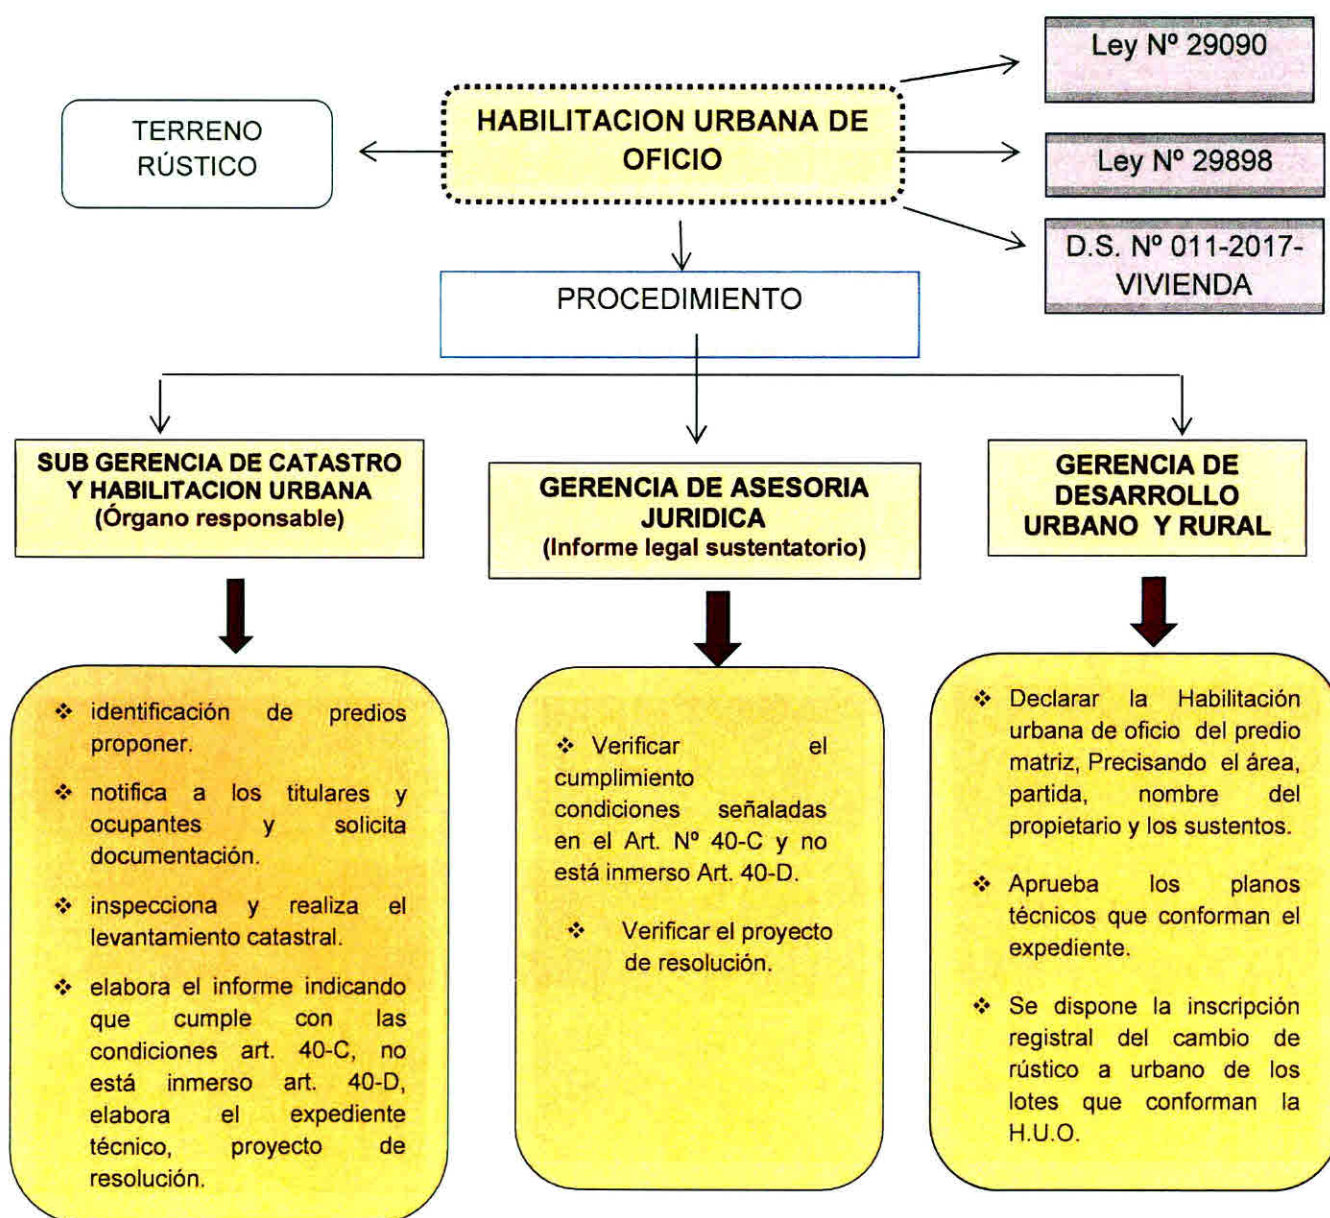 Ley Nº 29090
HABILITACION URBANA DE
OFICIO
TERRENO
RÚSTICO
Ley Nº 29898
D.S. Nº 011-2017-
VIVIENDA
PROCEDIMIENTO
SUB GERENCIA DE CATASTRO
Y HABILITACION URBANA
(Órgano responsable)
❖ identificación de predios
proponer.
❖ notifica a los titulares y
ocupantes y solicita
documentación.
❖ inspecciona y realiza el
levantamiento catastral.
❖ elabora el informe indicando
que cumple con las
condiciones art. 40-C, no
está inmerso art. 40-D,
elabora el expediente
técnico, proyecto de
resolución.
GERENCIA DE ASESORIA
JURIDICA
(Informe legal sustentatorio)
❖ Verificar el
cumplimiento
condiciones señaladas
en el Art. Nº 40-C y no
está inmerso Art. 40-D.
❖ Verificar el proyecto
de resolución.
GERENCIA DE
DESARROLLO
URBANO Y RURAL
❖ Declarar la Habilitación
urbana de oficio del predio
matriz, Precisando el área,
partida, nombre del
propietario y los sustentos.
❖ Aprueba los planos
técnicos que conforman el
expediente.
❖ Se dispone la inscripción
registral del cambio de
rústico a urbano de los
lotes que conforman la
H.U.O.